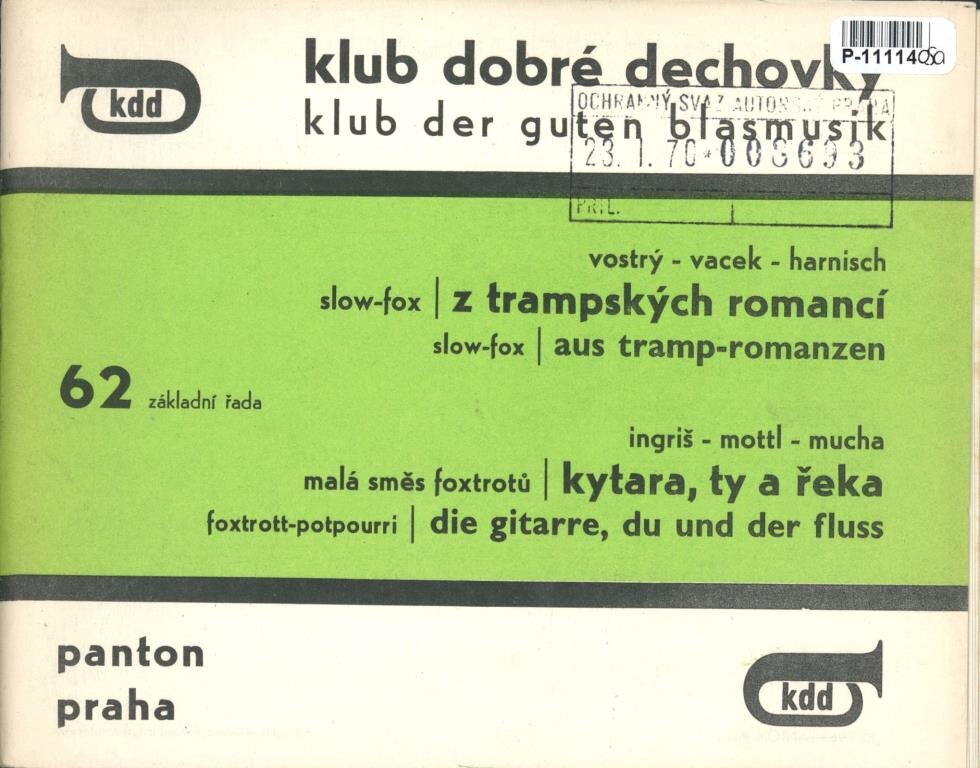 kdd
klub dobré dechovky
P-11114
klub der guten blasmusik
OCHRANNÝ SVAZ
23. 1. 70 * 003693
PŘÍL.
vostrý - vacek - harnisch
slow-fox | z trampských romancí
slow-fox | aus tramp-romanzen
62 základní řada
ingriš - mottl - mucha
malá směs foxtrotů | kytara, ty a řeka
foxtrott-potpourri | die gitarre, du und der fluss
panton
praha
kdd